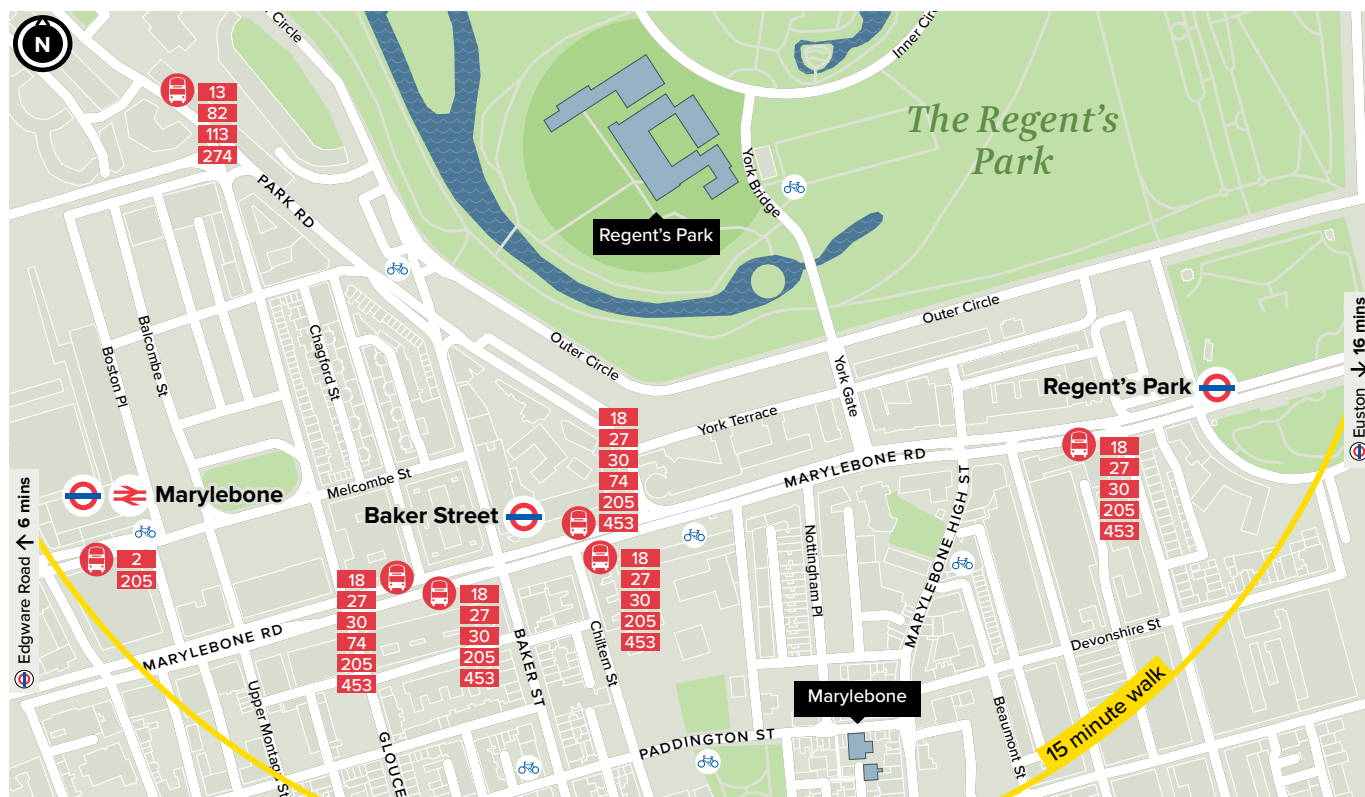 N
r Circle
Inner Circ
13
82
113
274
The Regent's
Park
PARK RD
York Bridge
Regent's Park
Outer Circle
Outer Circle
Balcombe St
Boston Pl
Chagford St
York Gate
York Terrace
Regent's Park
Euston ↓ 16 mins
18
27
30
74
205
453
18
27
30
205
453
MARYLEBONE RD
Melcombe St
Marylebone
Baker Street
Edgware Road ↑ 6 mins
2
205
18
27
30
74
205
453
18
27
30
205
453
18
27
30
205
453
Nottingham Pl
MARYLEBONE HIGH ST
Devonshire St
MARYLEBONE RD
BAKER ST
Chiltern St
Upper Montagu St
GLOUCE
Marylebone
PADDINGTON ST
Beaumont St
15 minute walk